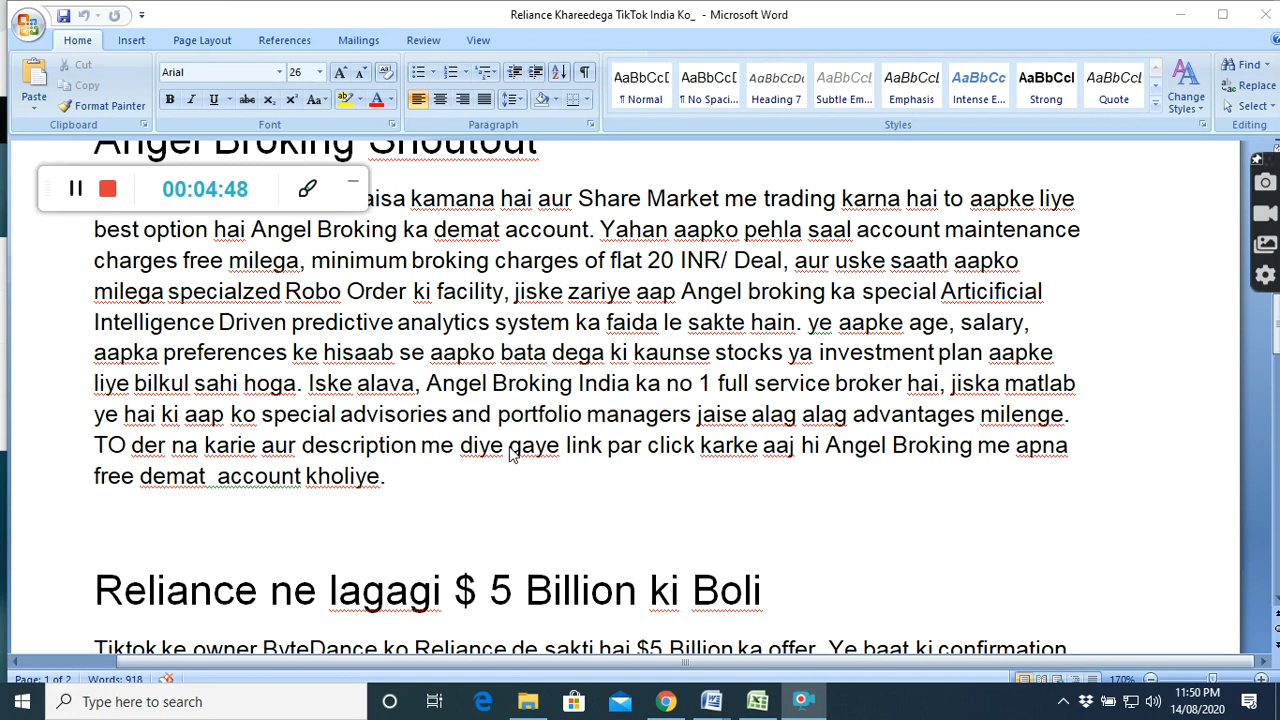 Reliance Khareedega TikTok India Ko_ - Microsoft Word
Home Insert Page Layout References Mailings Review View
Paste
Cut
Copy
Format Painter
Clipboard
Arial 26
B I U abc X₂ X² Aa A
Font
Paragraph
AaBbCcD AaBbCcD AaBbCcI AaBbCcI AaBbCcI AaBbCc AaBbCcI AaBbCcI
¶ Normal ¶ No Spaci... Heading 7 Subtle Em... Emphasis Intense E... Strong Quote
Change
Styles
Styles
Find
Replace
Select
Editing
Angel Broking Shoutout
00:04:48
aisa kamana hai aur Share Market me trading karna hai to aapke liye
best option hai Angel Broking ka demat account. Yahan aapko pehla saal account maintenance
charges free milega, minimum broking charges of flat 20 INR/ Deal, aur uske saath aapko
milega specialzed Robo Order ki facility, jiske zariye aap Angel broking ka special Articificial
Intelligence Driven predictive analytics system ka faida le sakte hain. ye aapke age, salary,
aapka preferences ke hisaab se aapko bata dega ki kaunse stocks ya investment plan aapke
liye bilkul sahi hoga. Iske alava, Angel Broking India ka no 1 full service broker hai, jiska matlab
ye hai ki aap ko special advisories and portfolio managers jaise alag alag advantages milenge.
TO der na karie aur description me diye gaye link par click karke aaj hi Angel Broking me apna
free demat account kholiye.
Reliance ne lagagi $ 5 Billion ki Boli
Tiktok ke owner ByteDance ko Reliance de sakti hai $5 Billion ka offer. Ye baat ki confirmation
Page: 1 of 2 Words: 918
170%
Type here to search
11:50 PM
14/08/2020